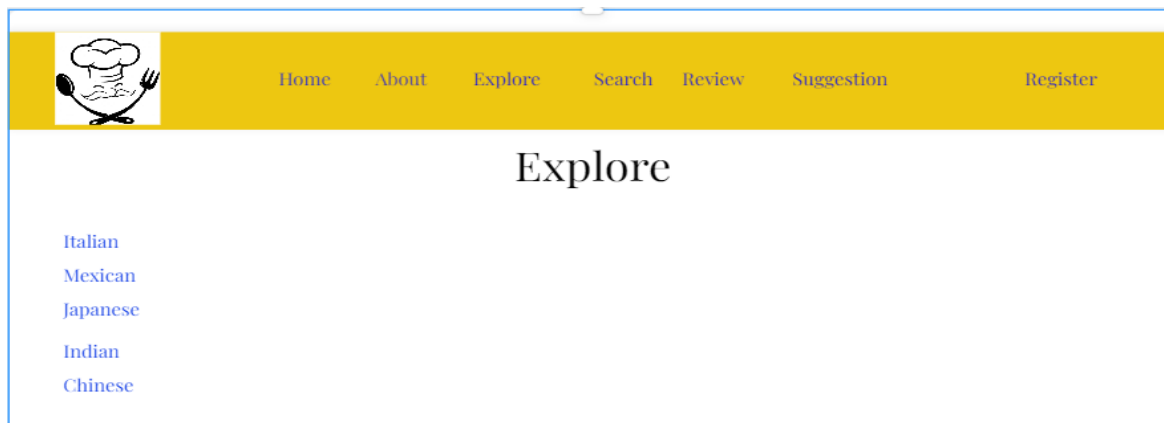 Home About Explore Search Review Suggestion Register
Explore
Italian
Mexican
Japanese
Indian
Chinese